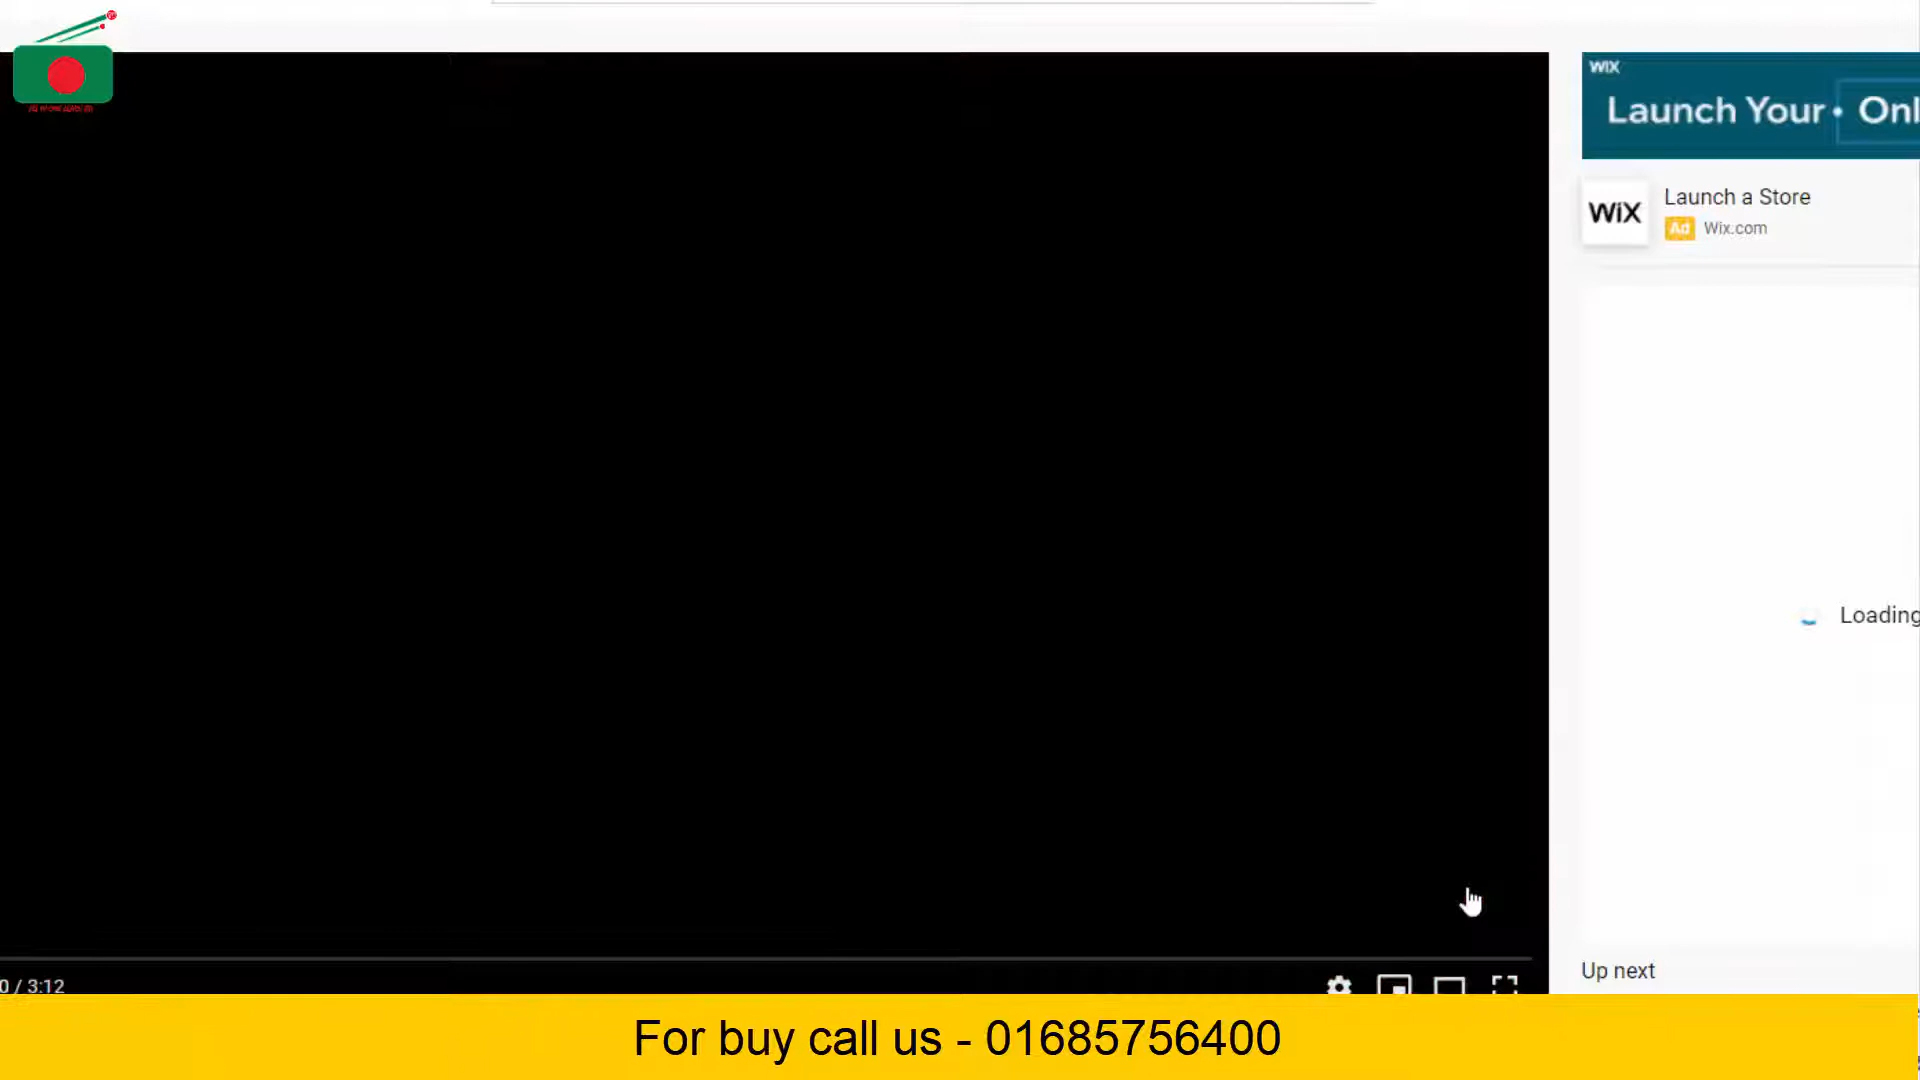 WIX
Launch Your • Onl
WiX
Launch a Store
Ad Wix.com
Loading
Up next
0 / 3:12
For buy call us - 01685756400